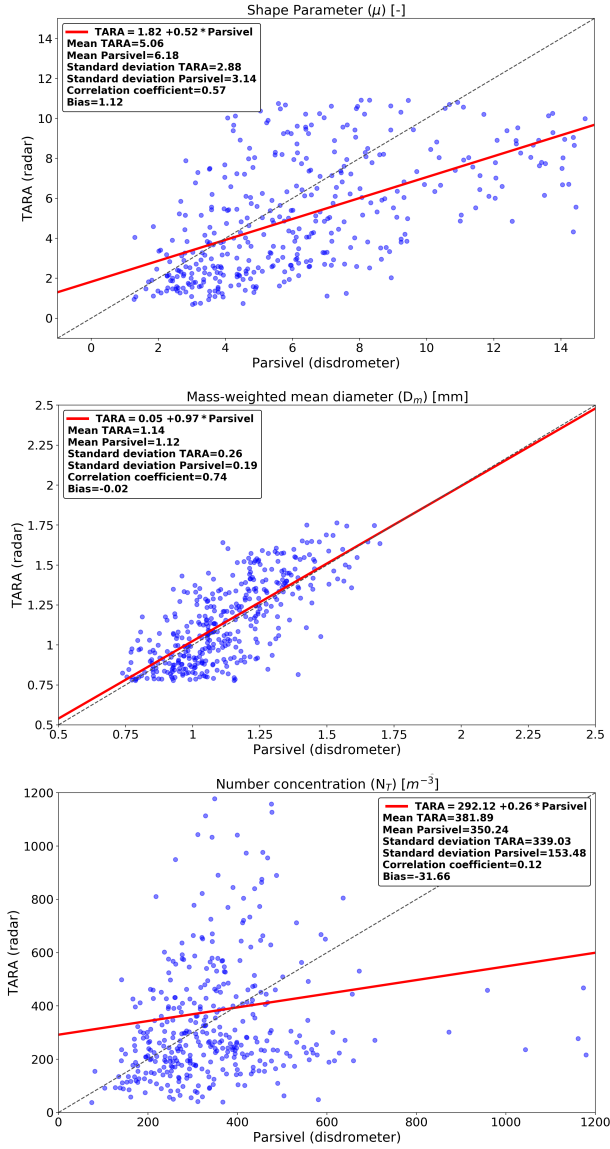 Shape Parameter (μ) [-]
TARA = 1.82 +0.52 * Parsivel
Mean TARA=5.06
Mean Parsivel=6.18
Standard deviation TARA=2.88
Standard deviation Parsivel=3.14
Correlation coefficient=0.57
Bias=1.12
14
12
10
8
6
4
2
0
TARA (radar)
0 2 4 6 8 10 12 14
Parsivel (disdrometer)
Mass-weighted mean diameter (Dm) [mm]
TARA = 0.05 +0.97 * Parsivel
Mean TARA=1.14
Mean Parsivel=1.12
Standard deviation TARA=0.26
Standard deviation Parsivel=0.19
Correlation coefficient=0.74
Bias=-0.02
2.5
2.25
2
1.75
1.5
1.25
1
0.75
0.5
TARA (radar)
0.5 0.75 1 1.25 1.5 1.75 2 2.25 2.5
Parsivel (disdrometer)
Number concentration (NT) [m⁻³]
TARA = 292.12 +0.26 * Parsivel
Mean TARA=381.89
Mean Parsivel=350.24
Standard deviation TARA=339.03
Standard deviation Parsivel=153.48
Correlation coefficient=0.12
Bias=-31.66
1200
1000
800
600
400
200
0
TARA (radar)
0 200 400 600 800 1000 1200
Parsivel (disdrometer)